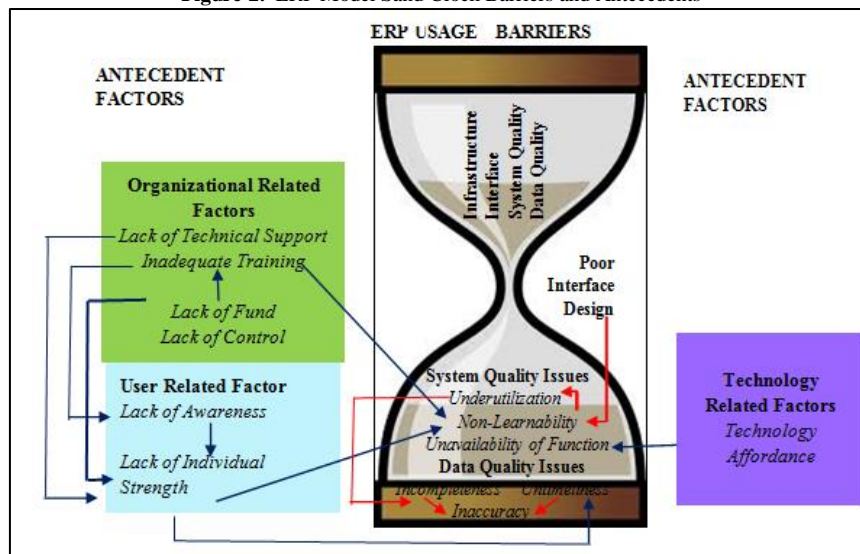 Figure 2. ERP Model Sand Clock Barriers and Antecedents
ERP USAGE BARRIERS
ANTECEDENT
FACTORS
ANTECEDENT
FACTORS
Infrastructure
Interface
System Quality
Data Quality
Organizational Related
Factors
Lack of Technical Support
Inadequate Training
Lack of Fund
Lack of Control
Poor
Interface
Design
User Related Factor
Lack of Awareness
Lack of Individual
Strength
System Quality Issues
Underutilization
Non-Learnability
Unavailability of Function
Data Quality Issues
Incompleteness Untimeliness
Inaccuracy
Technology
Related Factors
Technology
Affordance